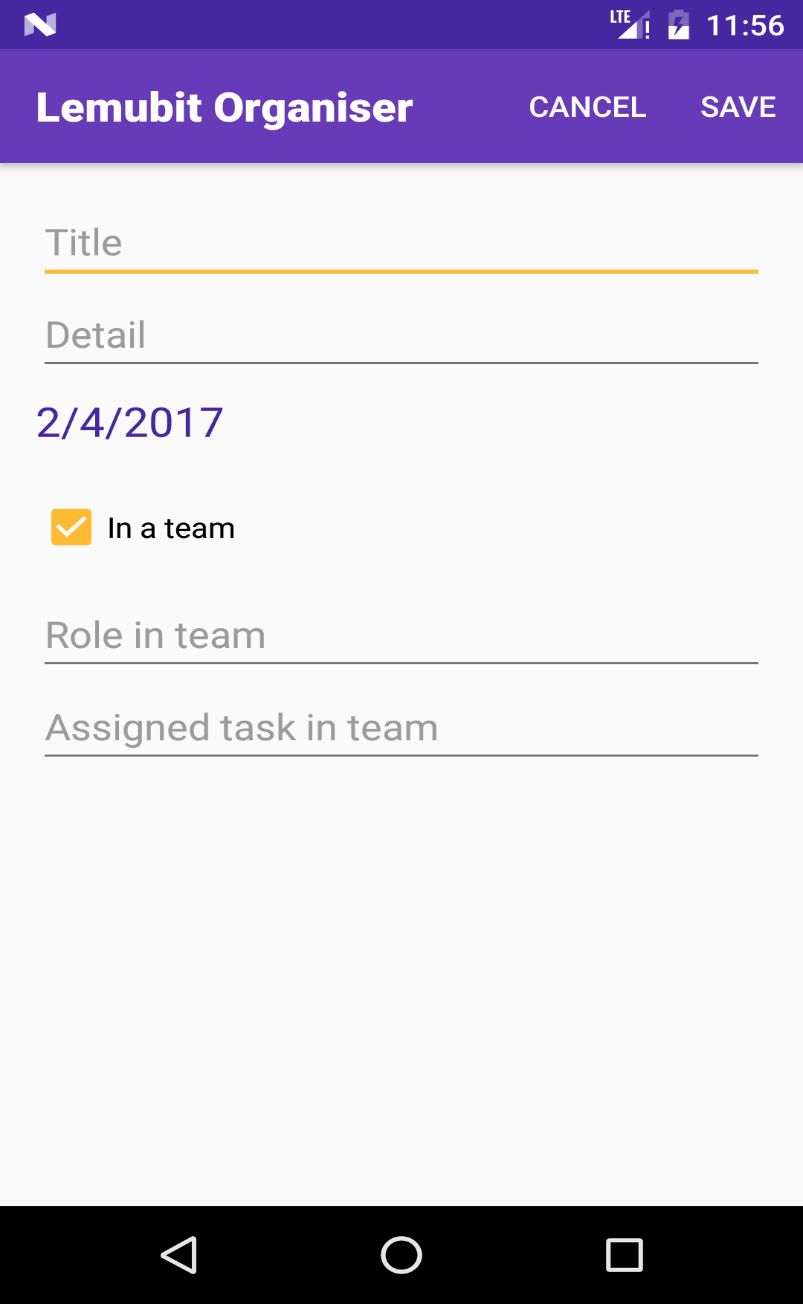 LTE 11:56
Lemubit Organiser CANCEL SAVE
Title
Detail
2/4/2017
In a team
Role in team
Assigned task in team